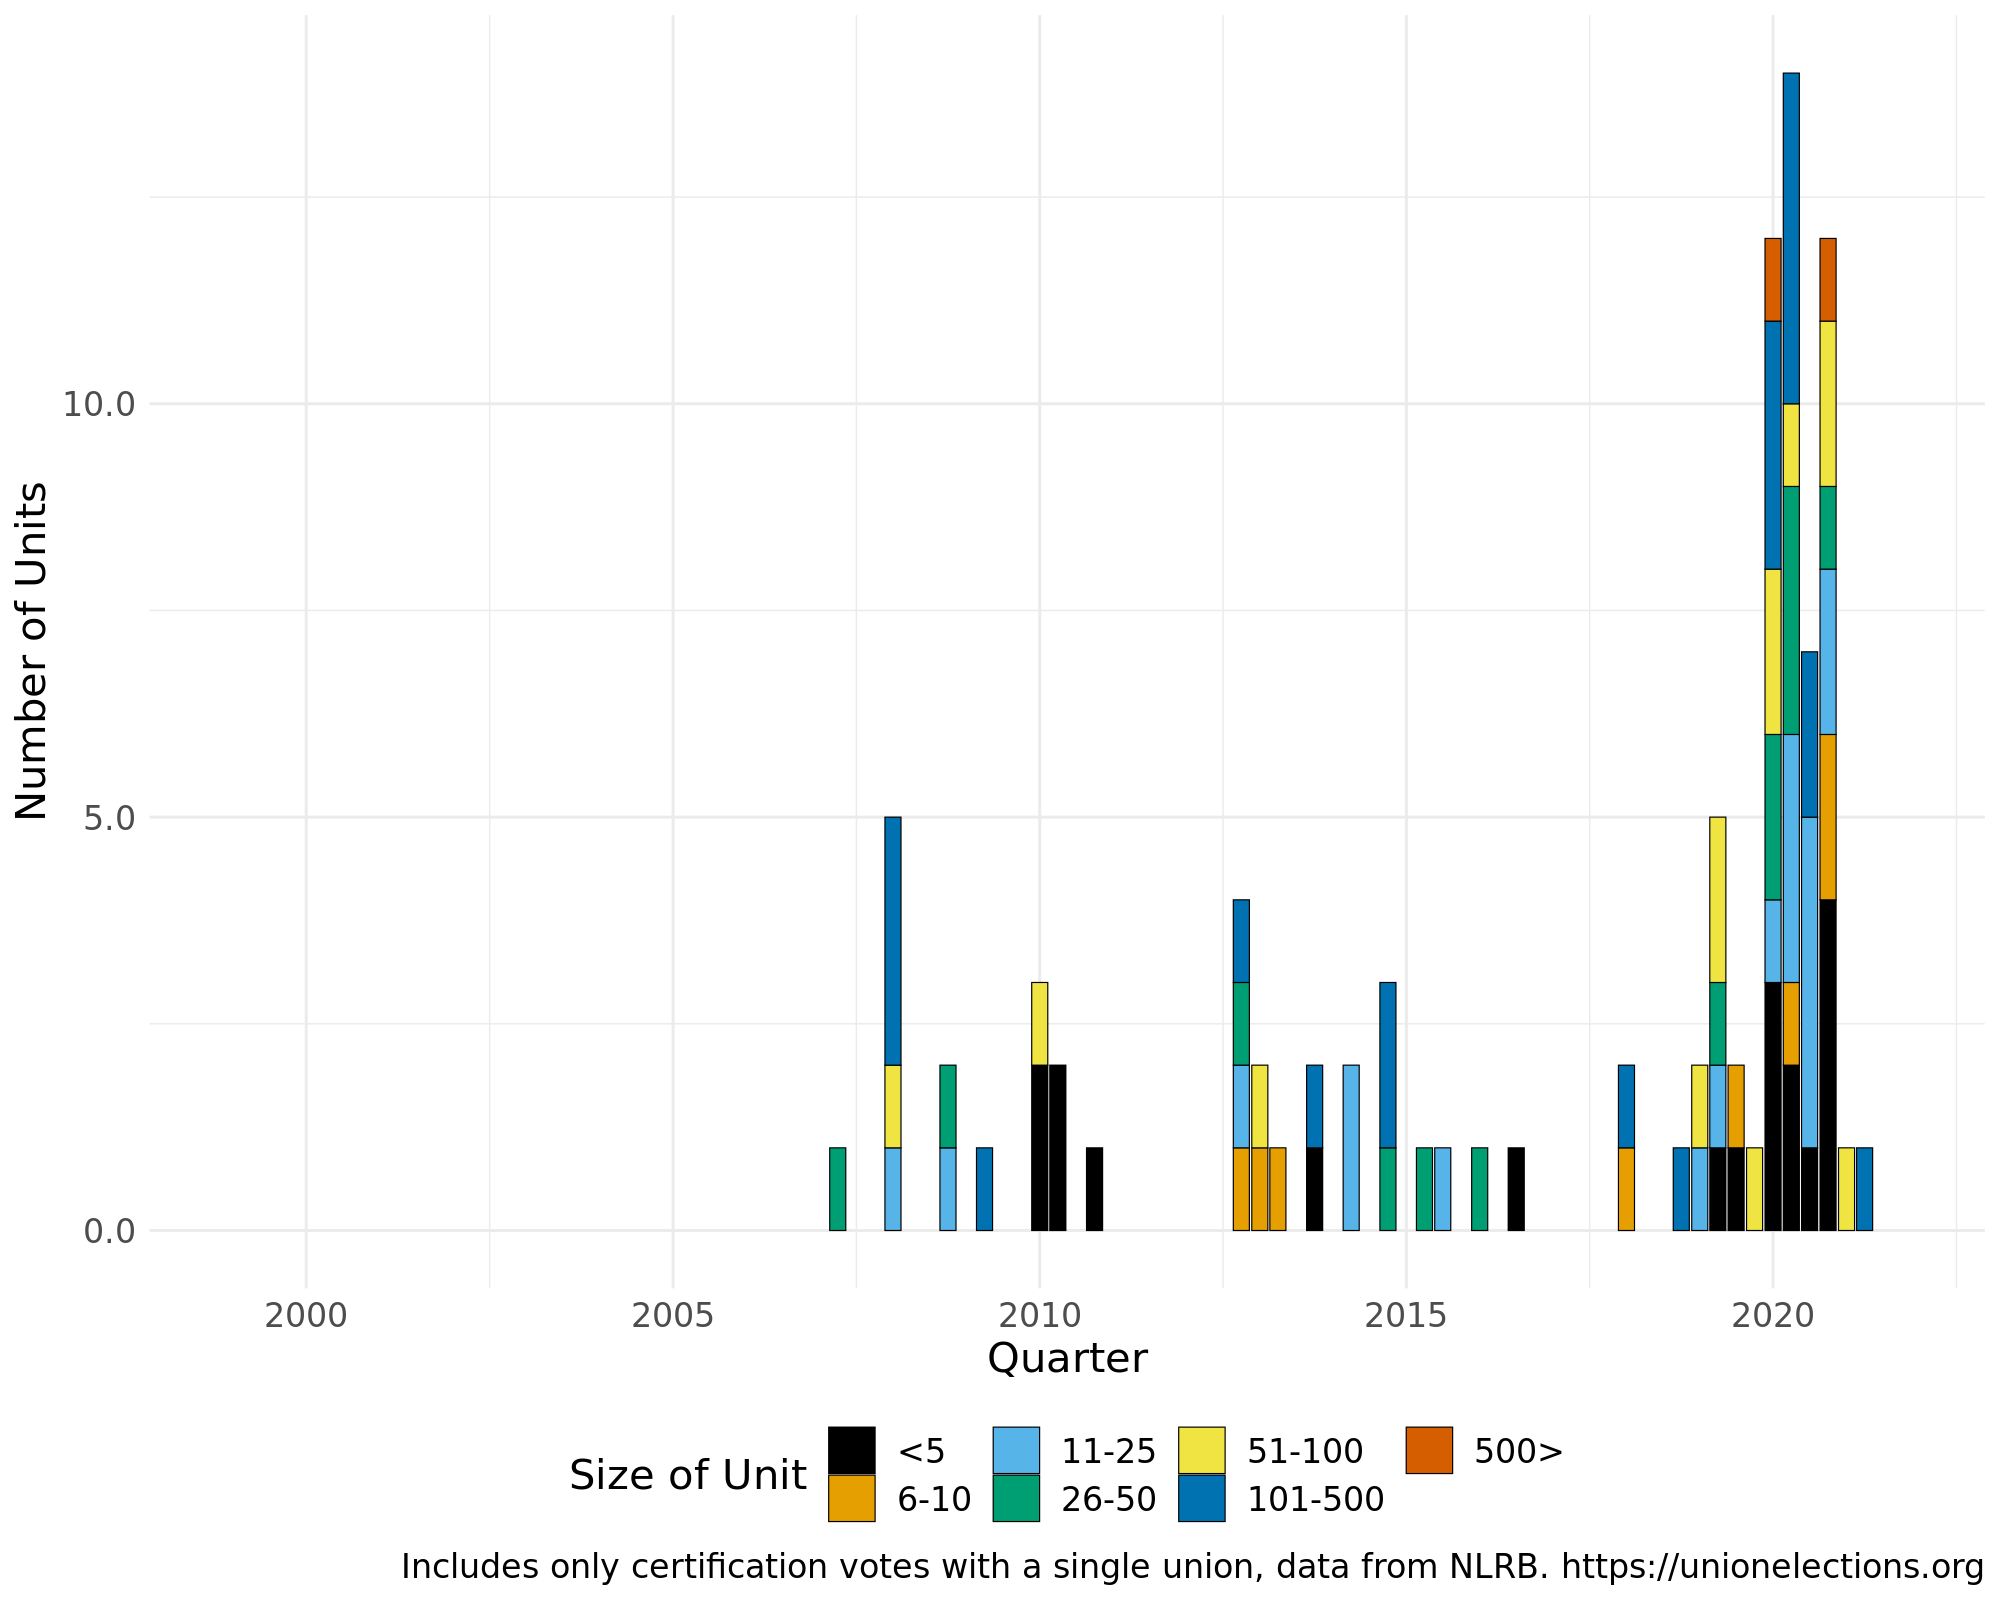 Number of Units
10.0
5.0
0.0
2000 2005 2010 2015 2020
Quarter
Size of Unit
<5 11-25 51-100 500>
6-10 26-50 101-500
Includes only certification votes with a single union, data from NLRB. https://unionelections.org